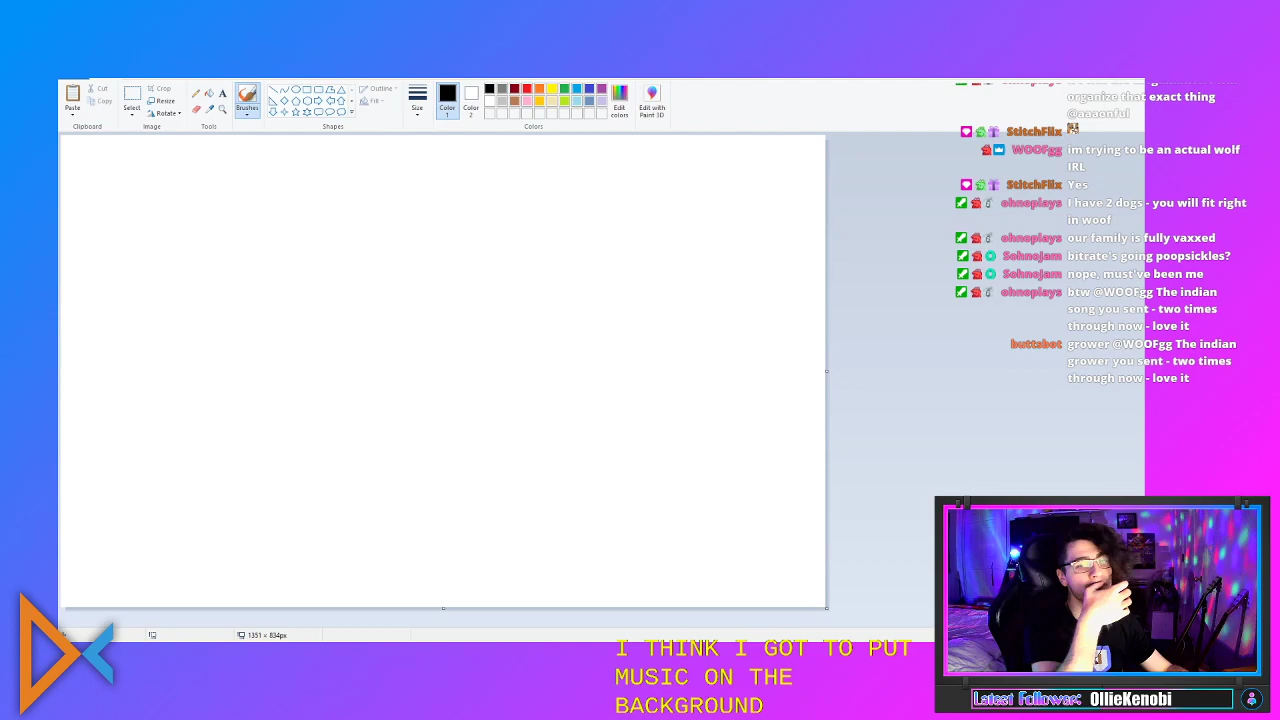 Paste
Cut
Copy
Clipboard
Select
Crop
Resize
Rotate
Image
A
Tools
Brushes
Shapes
Outline
Fill
Size
Color
1
Color
2
Colors
Edit
colors
Edit with
Paint 3D
organize that exact thing
@aaaonful
StitchFlix
WOOFgg im trying to be an actual wolf
IRL
StitchFlix Yes
ohnoplays I have 2 dogs - you will fit right
in woof
ohnoplays our family is fully vaxxed
SohnoJam bitrate's going poopsickles?
SohnoJam nope, must've been me
ohnoplays btw @WOOFgg The indian
song you sent - two times
through now - love it
buttsbot grower @WOOFgg The indian
grower you sent - two times
through now - love it
1351 × 834px
I THINK I GOT TO PUT
MUSIC ON THE
BACKGROUND
Latest Follower: OllieKenobi